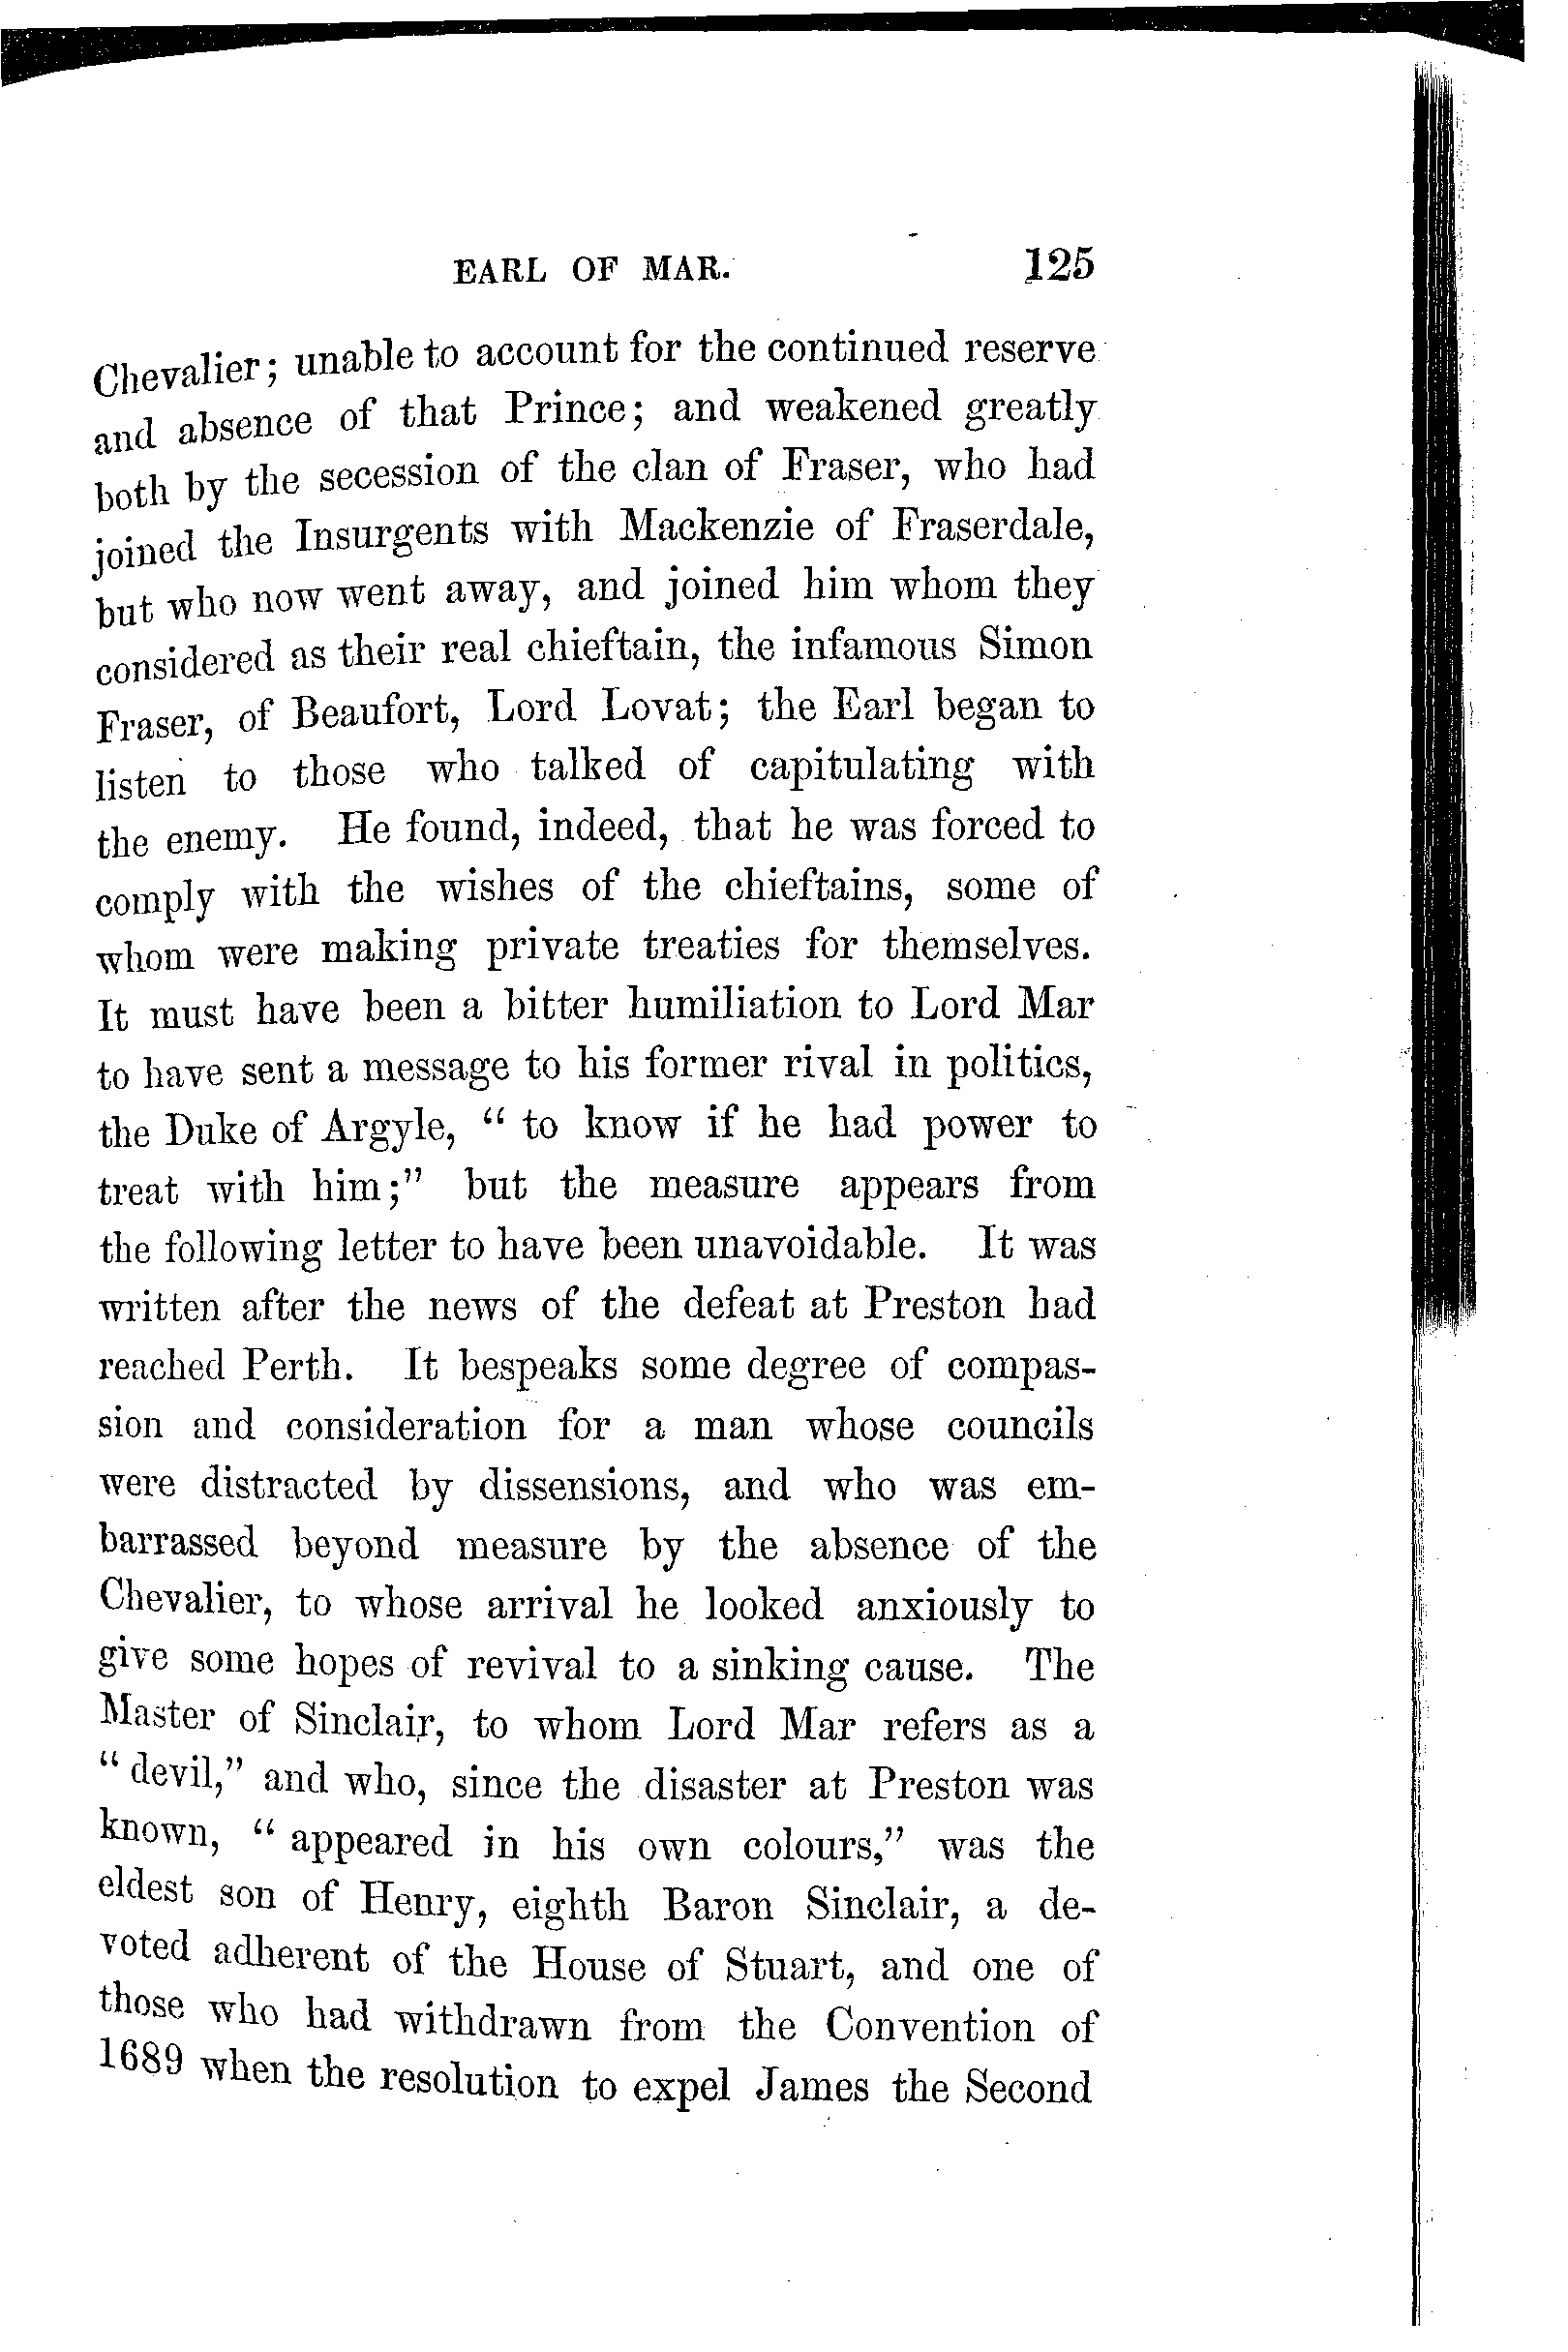 EARL OF MAR. 125
Chevalier; unable to account for the continued reserve
and absence of that Prince; and weakened greatly
both by the secession of the clan of Fraser, who had
joined the Insurgents with Mackenzie of Fraserdale,
but who now went away, and joined him whom they
considered as their real chieftain, the infamous Simon
Fraser, of Beaufort, Lord Lovat; the Earl began to
listen to those who talked of capitulating with
the enemy. He found, indeed, that he was forced to
comply with the wishes of the chieftains, some of
whom were making private treaties for themselves.
It must have been a bitter humiliation to Lord Mar
to have sent a message to his former rival in politics,
the Duke of Argyle, “ to know if he had power to
treat with him;” but the measure appears from
the following letter to have been unavoidable. It was
written after the news of the defeat at Preston had
reached Perth. It bespeaks some degree of compas-
sion and consideration for a man whose councils
were distracted by dissensions, and who was em-
barrassed beyond measure by the absence of the
Chevalier, to whose arrival he looked anxiously to
give some hopes of revival to a sinking cause. The
Master of Sinclair, to whom Lord Mar refers as a
“ devil,” and who, since the disaster at Preston was
known, “ appeared in his own colours,” was the
eldest son of Henry, eighth Baron Sinclair, a de-
voted adherent of the House of Stuart, and one of
those who had withdrawn from the Convention of
1689 when the resolution to expel James the Second